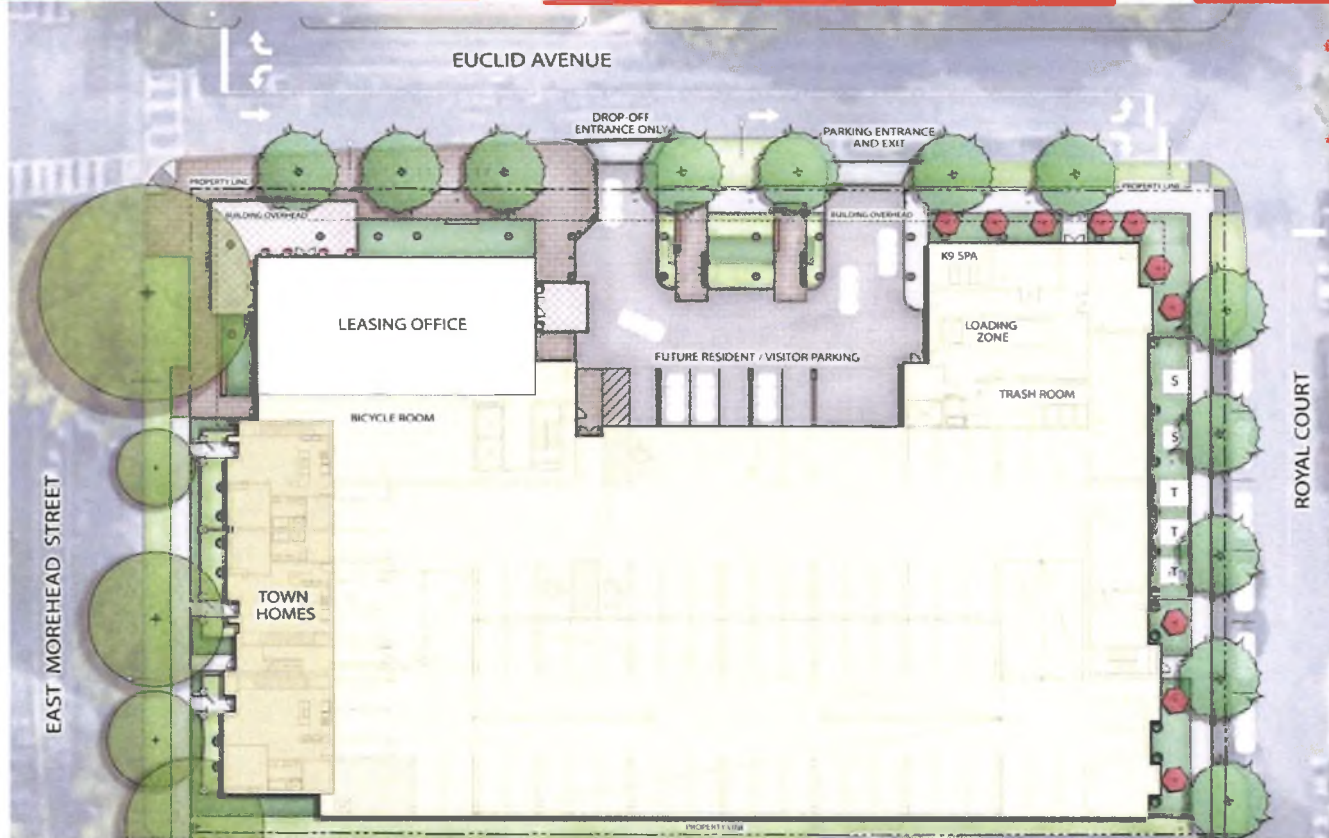 EUCLID AVENUE
DROP-OFF
ENTRANCE ONLY
PARKING ENTRANCE
AND EXIT
PROPERTY LINE
PROPERTY LINE
BUILDING OVERHEAD
BUILDING OVERHEAD
K9 SPA
LEASING OFFICE
LOADING
ZONE
FUTURE RESIDENT / VISITOR PARKING
TRASH ROOM
BICYCLE ROOM
S
S
T
T
T
ROYAL COURT
EAST MOREHEAD STREET
TOWN
HOMES
PROPERTY LINE